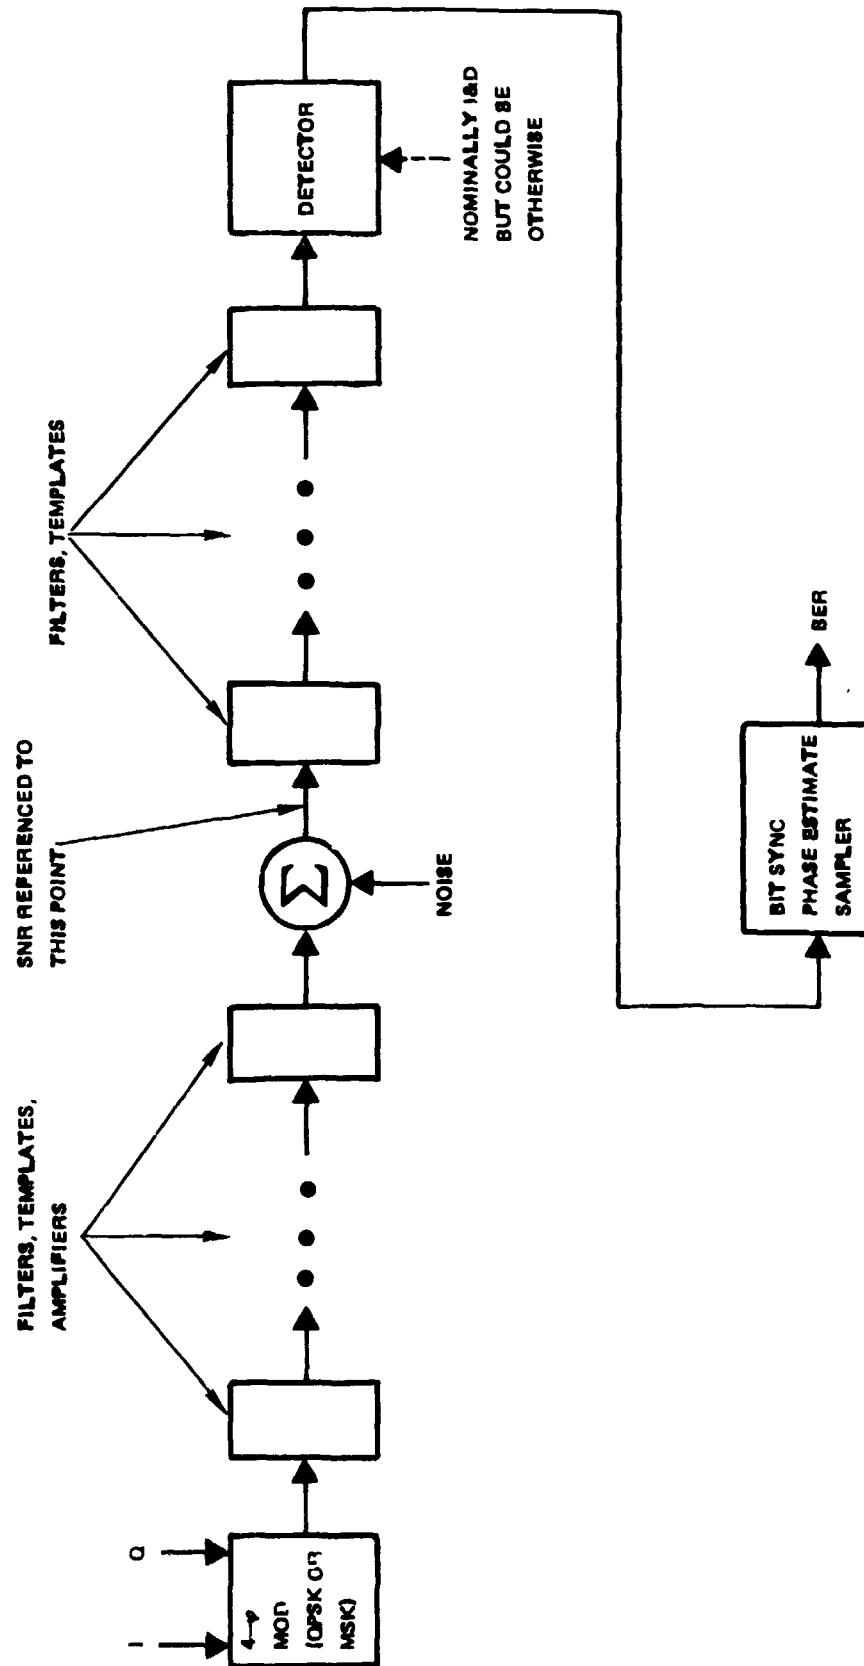 FILTERS, TEMPLATES,
AMPLIFIERS
SNR REFERENCED TO
THIS POINT
FILTERS, TEMPLATES
I
Q
4-φ
MOD
(QPSK OR
MSK)
Σ
NOISE
DETECTOR
NOMINALLY I&D
BUT COULD BE
OTHERWISE
BIT SYNC
PHASE ESTIMATE
SAMPLER
BER